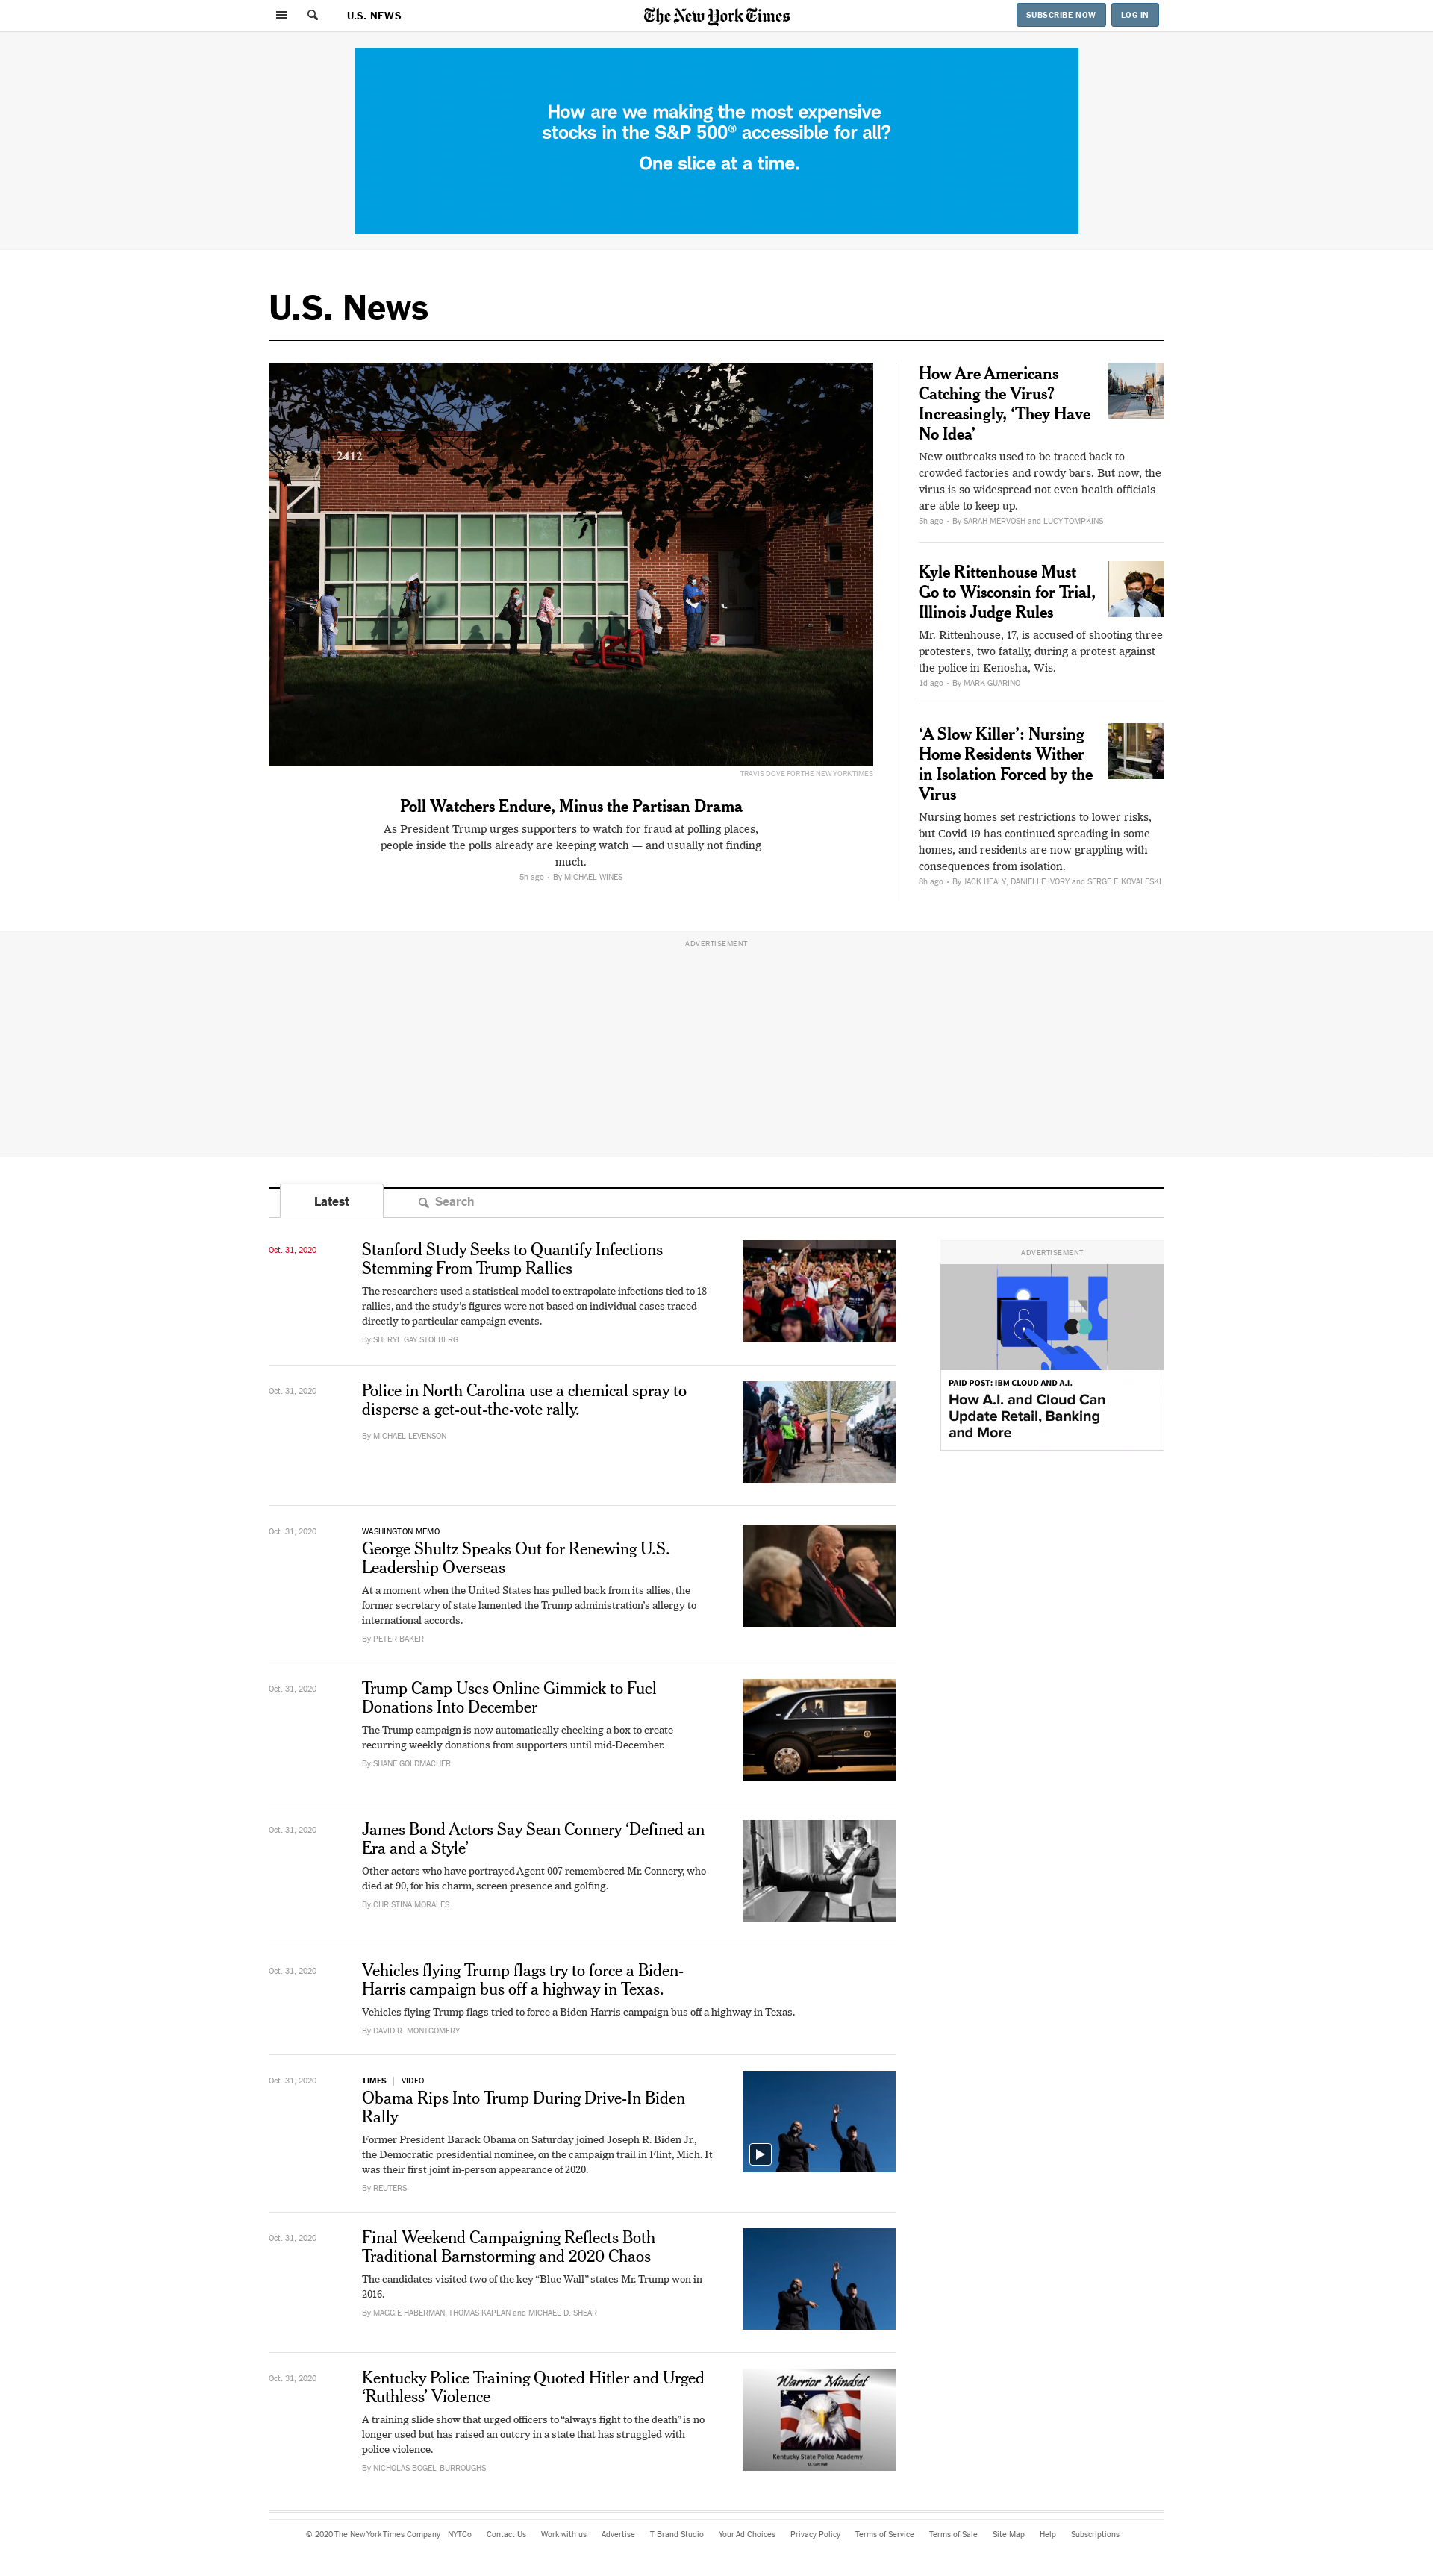 U.S. NEWS
The New York Times
SUBSCRIBE NOW
LOG IN
How are we making the most expensive
stocks in the S&P 500® accessible for all?
One slice at a time.
U.S. News
2412
TRAVIS DOVE FOR THE NEW YORK TIMES
Poll Watchers Endure, Minus the Partisan Drama
As President Trump urges supporters to watch for fraud at polling places,
people inside the polls already are keeping watch — and usually not finding
much.
5h ago • By MICHAEL WINES
How Are Americans
Catching the Virus?
Increasingly, ‘They Have
No Idea’
New outbreaks used to be traced back to
crowded factories and rowdy bars. But now, the
virus is so widespread not even health officials
are able to keep up.
5h ago • By SARAH MERVOSH and LUCY TOMPKINS
Kyle Rittenhouse Must
Go to Wisconsin for Trial,
Illinois Judge Rules
Mr. Rittenhouse, 17, is accused of shooting three
protesters, two fatally, during a protest against
the police in Kenosha, Wis.
1d ago • By MARK GUARINO
‘A Slow Killer’: Nursing
Home Residents Wither
in Isolation Forced by the
Virus
Nursing homes set restrictions to lower risks,
but Covid-19 has continued spreading in some
homes, and residents are now grappling with
consequences from isolation.
8h ago • By JACK HEALY, DANIELLE IVORY and SERGE F. KOVALESKI
ADVERTISEMENT
Latest
Search
Oct. 31, 2020
Stanford Study Seeks to Quantify Infections
Stemming From Trump Rallies
The researchers used a statistical model to extrapolate infections tied to 18
rallies, and the study’s figures were not based on individual cases traced
directly to particular campaign events.
By SHERYL GAY STOLBERG
ADVERTISEMENT
PAID POST: IBM CLOUD AND A.I.
How A.I. and Cloud Can
Update Retail, Banking
and More
Oct. 31, 2020
Police in North Carolina use a chemical spray to
disperse a get-out-the-vote rally.
By MICHAEL LEVENSON
Oct. 31, 2020
WASHINGTON MEMO
George Shultz Speaks Out for Renewing U.S.
Leadership Overseas
At a moment when the United States has pulled back from its allies, the
former secretary of state lamented the Trump administration’s allergy to
international accords.
By PETER BAKER
Oct. 31, 2020
Trump Camp Uses Online Gimmick to Fuel
Donations Into December
The Trump campaign is now automatically checking a box to create
recurring weekly donations from supporters until mid-December.
By SHANE GOLDMACHER
Oct. 31, 2020
James Bond Actors Say Sean Connery ‘Defined an
Era and a Style’
Other actors who have portrayed Agent 007 remembered Mr. Connery, who
died at 90, for his charm, screen presence and golfing.
By CHRISTINA MORALES
Oct. 31, 2020
Vehicles flying Trump flags try to force a Biden-
Harris campaign bus off a highway in Texas.
Vehicles flying Trump flags tried to force a Biden-Harris campaign bus off a highway in Texas.
By DAVID R. MONTGOMERY
Oct. 31, 2020
TIMES | VIDEO
Obama Rips Into Trump During Drive-In Biden
Rally
Former President Barack Obama on Saturday joined Joseph R. Biden Jr.,
the Democratic presidential nominee, on the campaign trail in Flint, Mich. It
was their first joint in-person appearance of 2020.
By REUTERS
Oct. 31, 2020
Final Weekend Campaigning Reflects Both
Traditional Barnstorming and 2020 Chaos
The candidates visited two of the key “Blue Wall” states Mr. Trump won in
2016.
By MAGGIE HABERMAN, THOMAS KAPLAN and MICHAEL D. SHEAR
Oct. 31, 2020
Kentucky Police Training Quoted Hitler and Urged
‘Ruthless’ Violence
A training slide show that urged officers to “always fight to the death” is no
longer used but has raised an outcry in a state that has struggled with
police violence.
By NICHOLAS BOGEL-BURROUGHS
Warrior Mindset
Kentucky State Police Academy
© 2020 The New York Times Company NYTCo Contact Us Work with us Advertise T Brand Studio Your Ad Choices Privacy Policy Terms of Service Terms of Sale Site Map Help Subscriptions